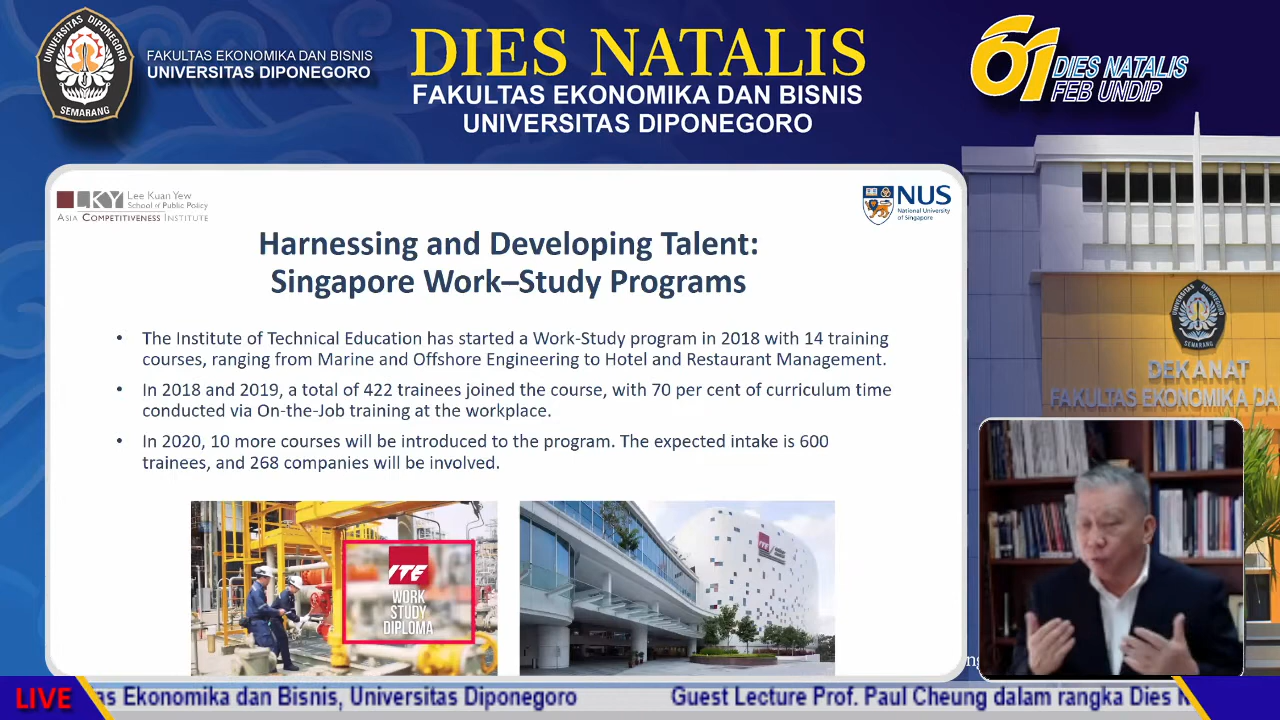 UNIVERSITAS DIPONEGORO
SEMARANG
FAKULTAS EKONOMIKA DAN BISNIS
UNIVERSITAS DIPONEGORO
DIES NATALIS
FAKULTAS EKONOMIKA DAN BISNIS
UNIVERSITAS DIPONEGORO
61 DIES NATALIS
FEB UNDIP
LKY Lee Kuan Yew
School of Public Policy
ASIA COMPETITIVENESS INSTITUTE
NUS
National University
of Singapore
Harnessing and Developing Talent:
Singapore Work–Study Programs
• The Institute of Technical Education has started a Work-Study program in 2018 with 14 training
courses, ranging from Marine and Offshore Engineering to Hotel and Restaurant Management.
• In 2018 and 2019, a total of 422 trainees joined the course, with 70 per cent of curriculum time
conducted via On-the-Job training at the workplace.
• In 2020, 10 more courses will be introduced to the program. The expected intake is 600
trainees, and 268 companies will be involved.
ITE
WORK
STUDY
DIPLOMA
DEKANAT
FAKULTAS EKONOMIKA DA
LIVE
as Ekonomika dan Bisnis, Universitas Diponegoro
Guest Lecture Prof. Paul Cheung dalam rangka Dies N